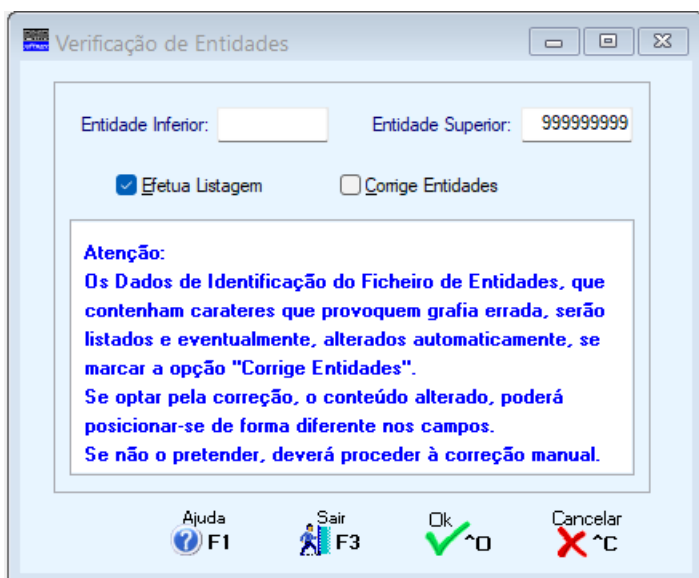 Verificação de Entidades
Entidade Inferior: Entidade Superior: 999999999
Efetua Listagem Corrige Entidades
Atenção:
Os Dados de Identificação do Ficheiro de Entidades, que
contenham carateres que provoquem grafia errada, serão
listados e eventualmente, alterados automaticamente, se
marcar a opção "Corrige Entidades".
Se optar pela correção, o conteúdo alterado, poderá
posicionar-se de forma diferente nos campos.
Se não o pretender, deverá proceder à correção manual.
Ajuda Sair Ok Cancelar
F1 F3 ^O ^C